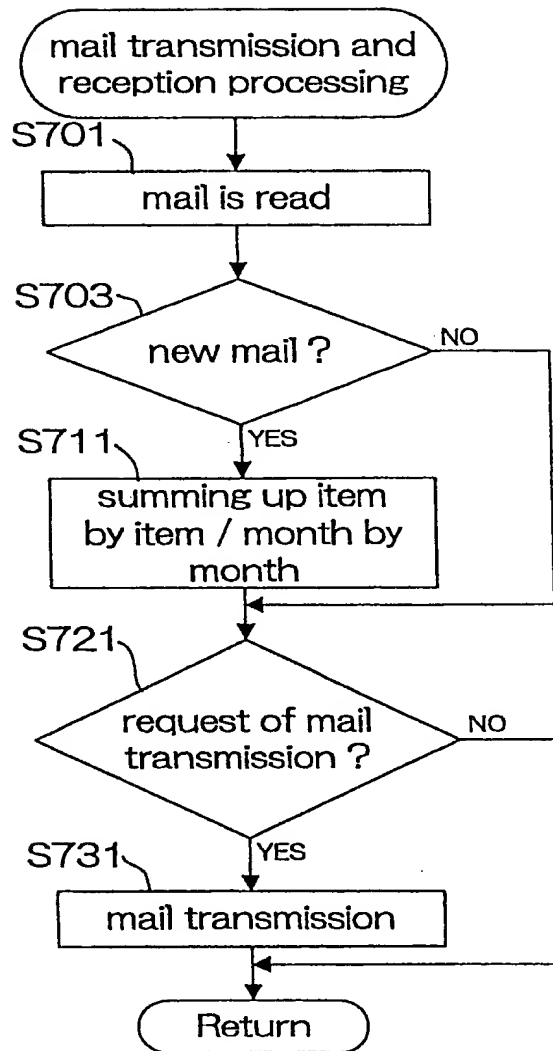 mail transmission and
reception processing
S701
mail is read
S703
new mail ?
NO
YES
S711
summing up item
by item / month by
month
S721
request of mail
transmission ?
NO
YES
S731
mail transmission
Return